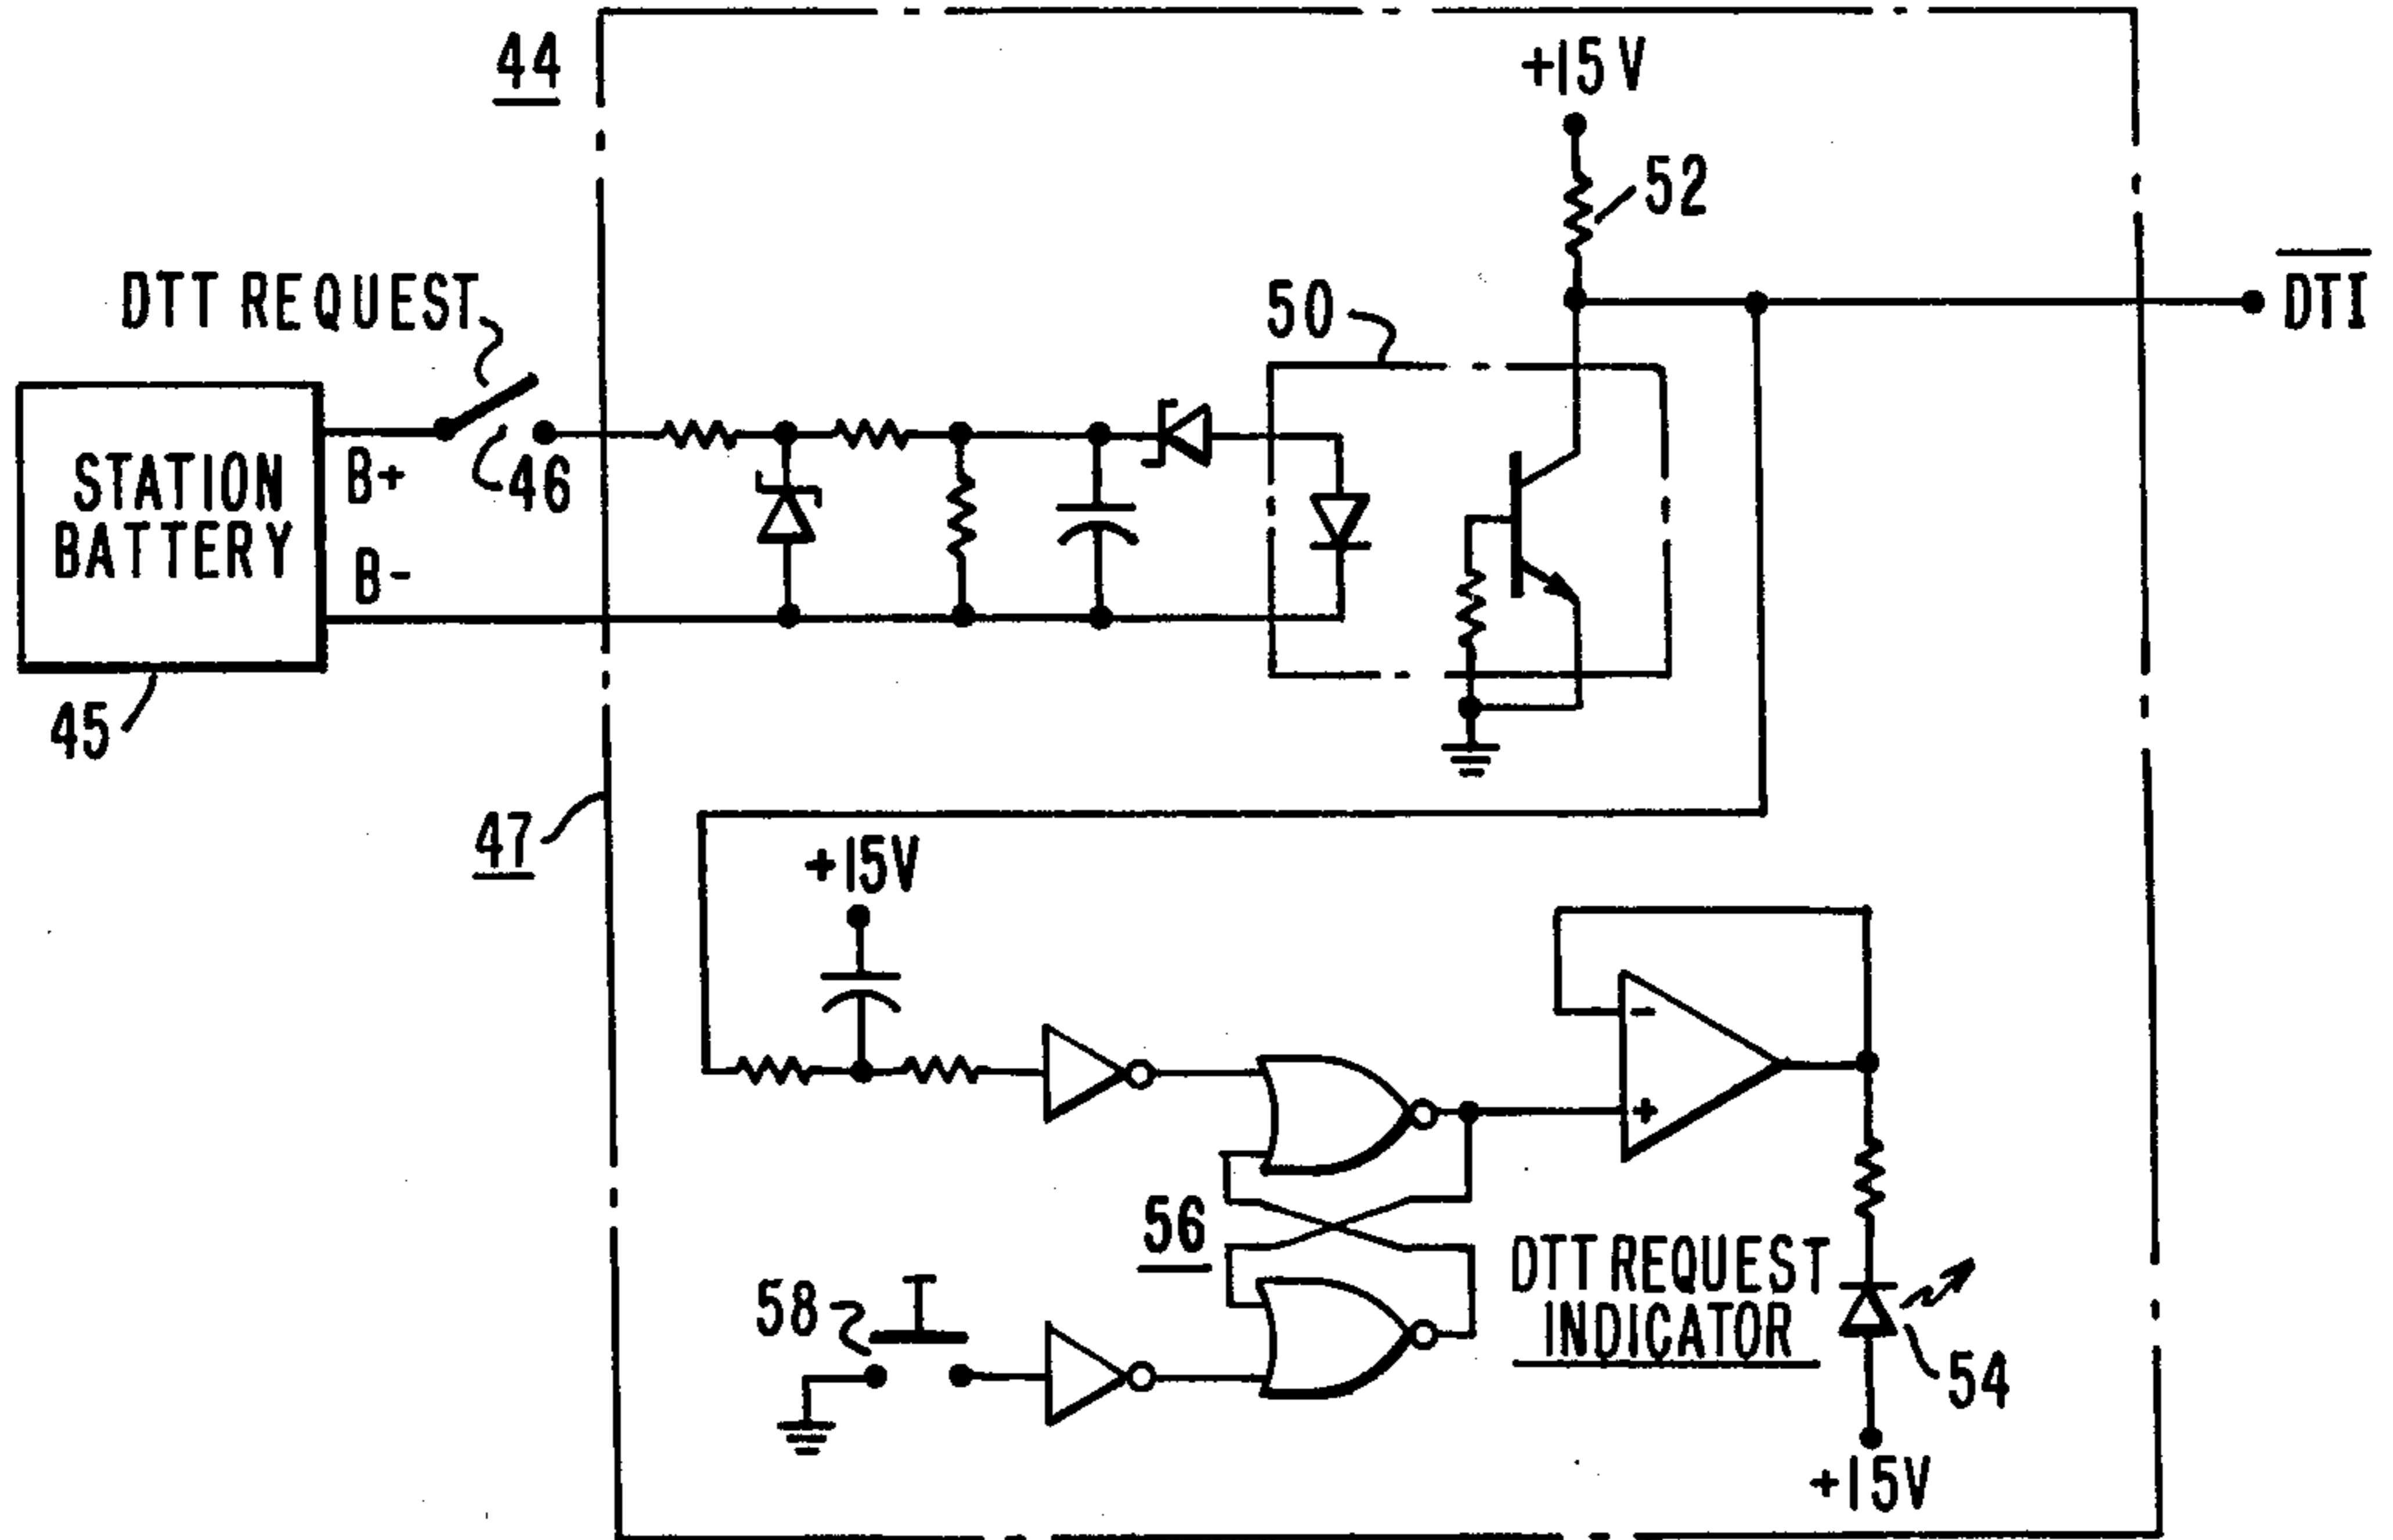 44
+15V
52
DTI
DTT REQUEST
50
46
B+
STATION
BATTERY
B-
45
47
+15V
-
+
56
58
DTT REQUEST
INDICATOR
54
+15V